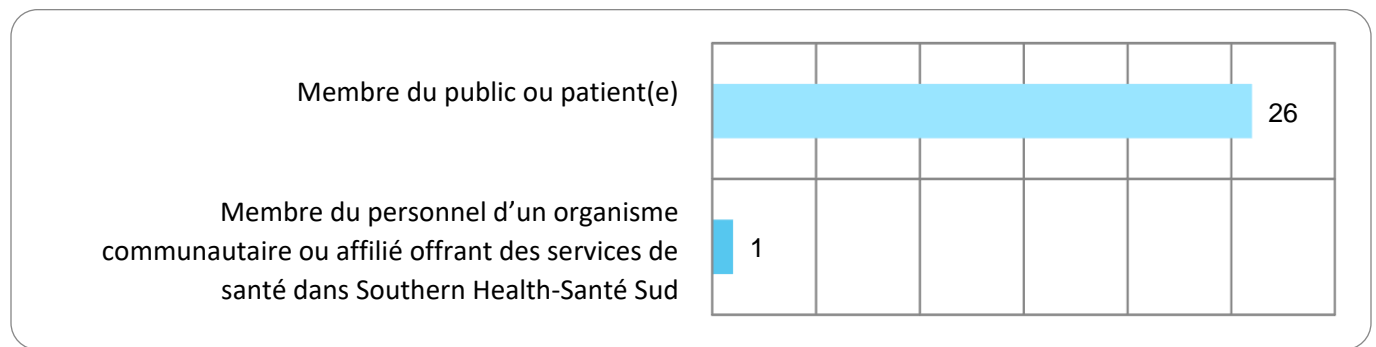 Membre du public ou patient(e)
26
Membre du personnel d’un organisme
communautaire ou affilié offrant des services de
santé dans Southern Health-Santé Sud
1